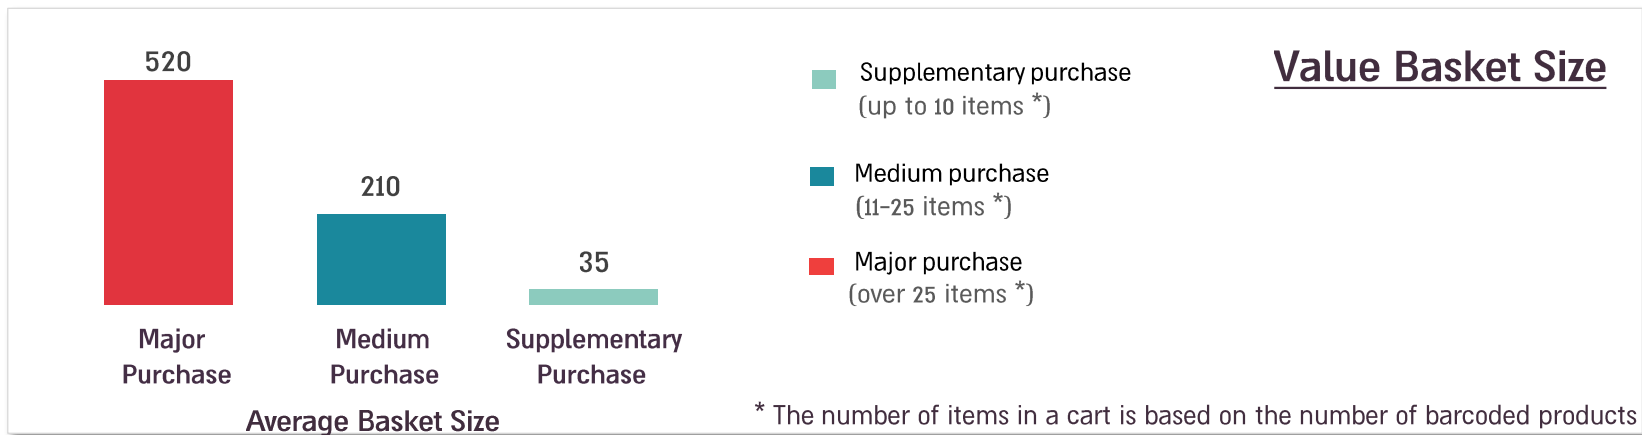 Value Basket Size
520
210
35
Major
Purchase
Medium
Purchase
Supplementary
Purchase
Average Basket Size
Supplementary purchase
(up to 10 items *)
Medium purchase
(11-25 items *)
Major purchase
(over 25 items *)
* The number of items in a cart is based on the number of barcoded products